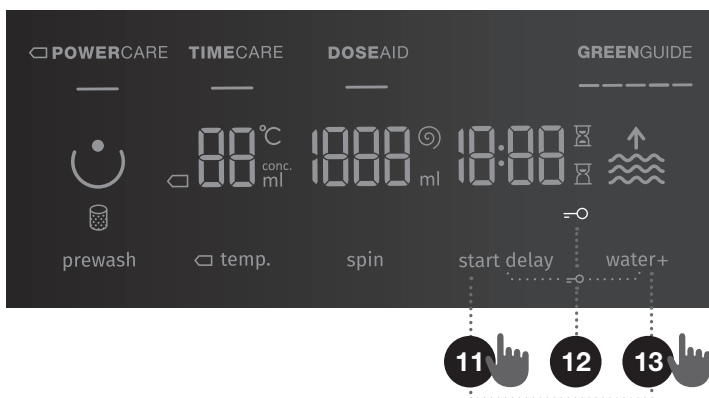 POWERCARE TIMECARE DOSEAID GREENGUIDE
88 °C 1888 18:88
conc.
ml ml
prewash temp. spin start delay water+
11 12 13